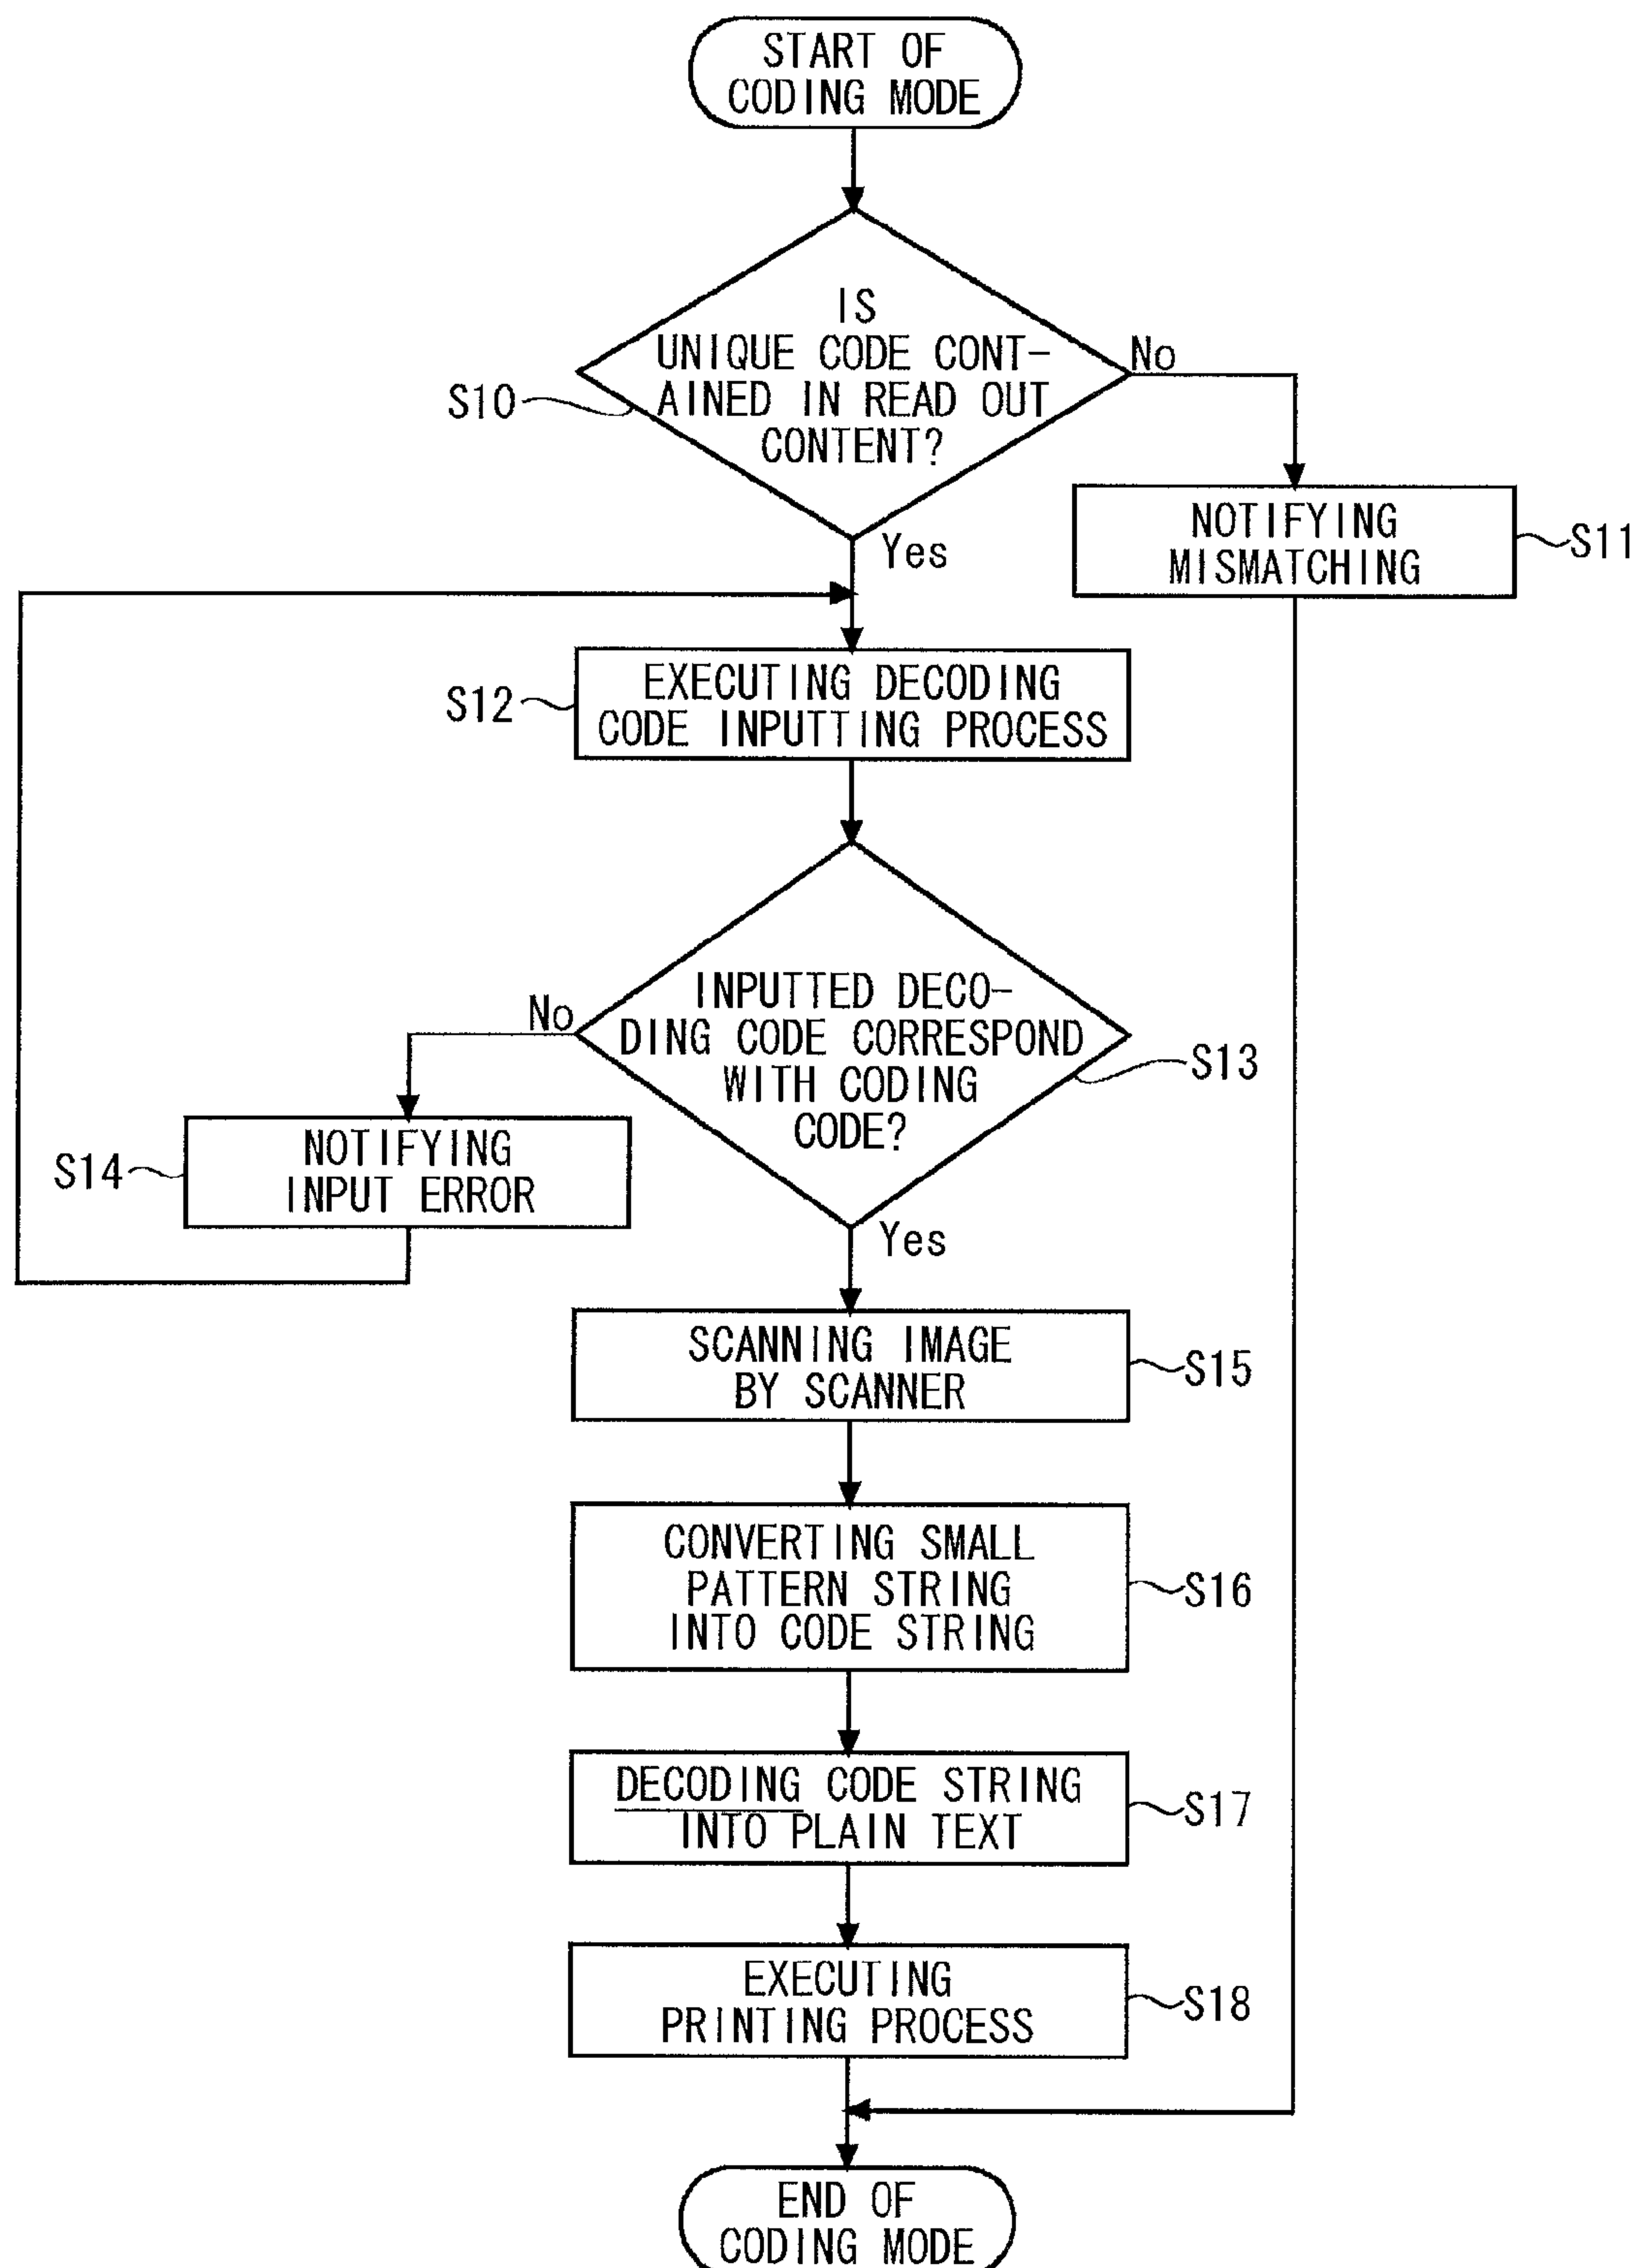 START OF
CODING MODE
IS
UNIQUE CODE CONT-
AINED IN READ OUT
CONTENT?
No
S10
Yes
NOTIFYING
MISMATCHING
S11
EXECUTING DECODING
CODE INPUTTING PROCESS
S12
INPUTTED DECO-
DING CODE CORRESPOND
WITH CODING
CODE?
No
S13
Yes
NOTIFYING
INPUT ERROR
S14
SCANNING IMAGE
BY SCANNER
S15
CONVERTING SMALL
PATTERN STRING
INTO CODE STRING
S16
DECODING CODE STRING
INTO PLAIN TEXT
S17
EXECUTING
PRINTING PROCESS
S18
END OF
CODING MODE